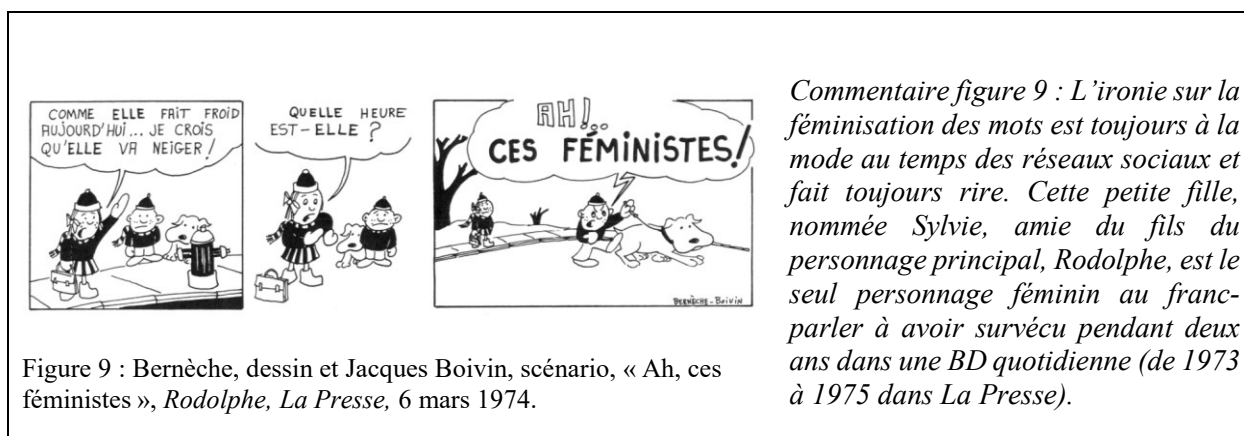 COMME ELLE FAIT FROID
AUJOURD'HUI... JE CROIS
QU'ELLE VA NEIGER!
QUELLE HEURE
EST-ELLE ?
AH!..
CES FÉMINISTES!
BERNÈCHE-BOIVIN
Figure 9 : Bernèche, dessin et Jacques Boivin, scénario, « Ah, ces
féministes », Rodolphe, La Presse, 6 mars 1974.
Commentaire figure 9 : L'ironie sur la
féminisation des mots est toujours à la
mode au temps des réseaux sociaux et
fait toujours rire. Cette petite fille,
nommée Sylvie, amie du fils du
personnage principal, Rodolphe, est le
seul personnage féminin au franc-
parler à avoir survécu pendant deux
ans dans une BD quotidienne (de 1973
à 1975 dans La Presse).